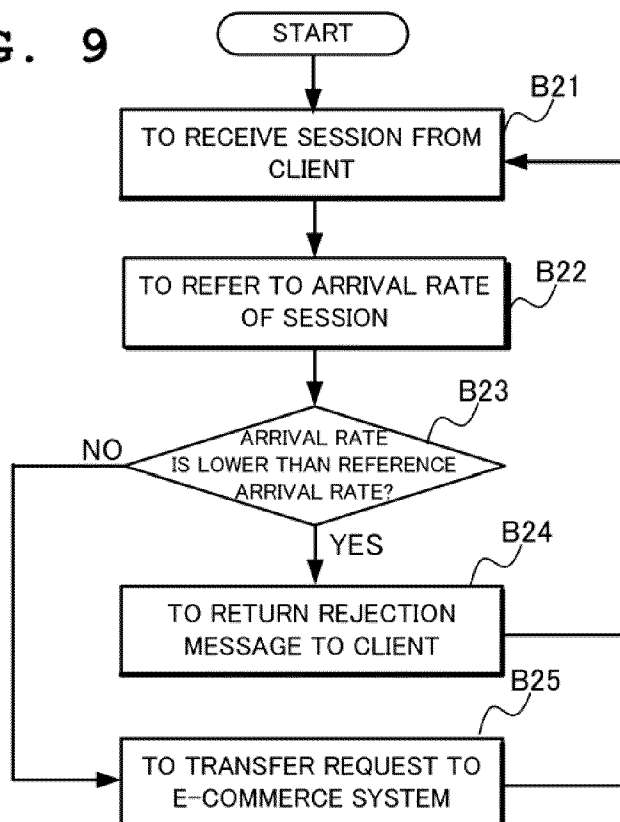 G. 9
START
B21
TO RECEIVE SESSION FROM
CLIENT
B22
TO REFER TO ARRIVAL RATE
OF SESSION
B23
NO
ARRIVAL RATE
IS LOWER THAN REFERENCE
ARRIVAL RATE?
YES
B24
TO RETURN REJECTION
MESSAGE TO CLIENT
B25
TO TRANSFER REQUEST TO
E-COMMERCE SYSTEM